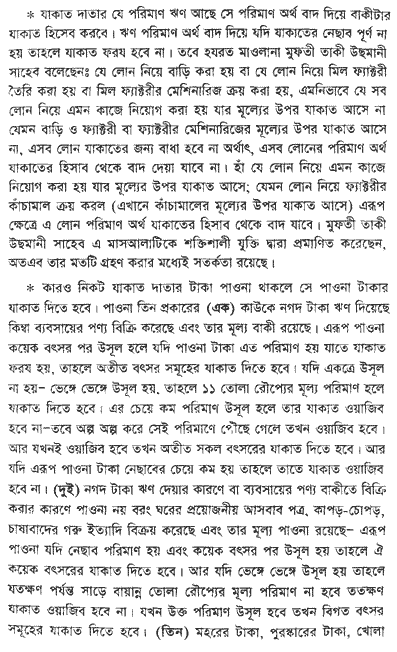 * যাকাত দাতার যে পরিমাণ ঋণ আছে সে পরিমাণ অর্থ বাদ দিয়ে বাকীটার
যাকাত হিসেব করবে। ঋণ পরিমাণ অর্থ বাদ দিয়ে যদি যাকাতের নেছাব পূর্ণ না
হয় তাহলে যাকাত ফরয হবে না। তবে হযরত মাওলানা মুফতী তাকী উছমানী
সাহেব বলেছেনঃ যে লোন নিয়ে বাড়ি করা হয় বা যে লোন নিয়ে মিল ফ্যাক্টরী
তৈরি করা হয় বা মিল ফ্যাক্টরীর মেশিনারিজ ক্রয় করা হয়, এমনিভাবে যে সব
লোন নিয়ে এমন কাজে নিয়োগ করা হয় যার মূল্যের উপর যাকাত আসে না
যেমন বাড়ি ও ফ্যাক্টরী বা ফ্যাক্টরীর মেশিনারিজের মূল্যের উপর যাকাত আসে
না, এসব লোন যাকাতের জন্য বাধা হবে না অর্থাৎ, এসব লোনের পরিমাণ অর্থ
যাকাতের হিসাব থেকে বাদ দেয়া যাবে না। হাঁ যে লোন নিয়ে এমন কাজে
নিয়োগ করা হয় যার মূল্যের উপর যাকাত আসে; যেমন লোন নিয়ে ফ্যাক্টরীর
কাঁচামাল ক্রয় করল (এখানে কাঁচামালের মূল্যের উপর যাকাত আসে) এরূপ
ক্ষেত্রে এ লোন পরিমাণ অর্থ যাকাতের হিসাব থেকে বাদ যাবে। মুফতী তাকী
উছমানী সাহেব এ মাসআলাটিকে শক্তিশালী যুক্তি দ্বারা প্রমাণিত করেছেন,
অতএব তার মতটি গ্রহণ করার মধ্যেই সতর্কতা রয়েছে।
* কারও নিকট যাকাত দাতার টাকা পাওনা থাকলে সে পাওনা টাকার
যাকাত দিতে হবে। পাওনা তিন প্রকারের (এক) কাউকে নগদ টাকা ঋণ দিয়েছে
কিম্বা ব্যবসায়ের পণ্য বিক্রি করেছে এবং তার মূল্য বাকী রয়েছে। এরূপ পাওনা
কয়েক বৎসর পর উসূল হলে যদি পাওনা টাকা এত পরিমাণ হয় যাতে যাকাত
ফরয হয়, তাহলে অতীত বৎসর সমূহের যাকাত দিতে হবে। যদি একত্রে উসূল
না হয়– ভেঙ্গে ভেঙ্গে উসূল হয়, তাহলে ১১ তোলা রৌপ্যের মূল্য পরিমাণ হলে
যাকাত দিতে হবে। এর চেয়ে কম পরিমাণ উসূল হলে তার যাকাত ওয়াজিব
হবে না–তবে অল্প অল্প করে সেই পরিমাণে পৌঁছে গেলে তখন ওয়াজিব হবে।
আর যখনই ওয়াজিব হবে তখন অতীত সকল বৎসরের যাকাত দিতে হবে। আর
যদি এরূপ পাওনা টাকা নেছাবের চেয়ে কম হয় তাহলে তাতে যাকাত ওয়াজিব
হবে না। (দুই) নগদ টাকা ঋণ দেয়ার কারণে বা ব্যবসায়ের পণ্য বাকীতে বিক্রি
করার কারণে পাওনা নয় বরং ঘরের প্রয়োজনীয় আসবাব পত্র, কাপড়-চোপড়,
চাষাবাদের গরু ইত্যাদি বিক্রয় করেছে এবং তার মূল্য পাওনা রয়েছে– এরূপ
পাওনা যদি নেছাব পরিমাণ হয় এবং কয়েক বৎসর পর উসূল হয় তাহলে ঐ
কয়েক বৎসরের যাকাত দিতে হবে। আর যদি ভেঙ্গে ভেঙ্গে উসূল হয় তাহলে
যতক্ষণ পর্যন্ত সাড়ে বায়ান্ন তোলা রৌপ্যের মূল্য পরিমাণ না হবে ততক্ষণ
যাকাত ওয়াজিব হবে না। যখন উক্ত পরিমাণ উসূল হবে তখন বিগত বৎসর
সমূহের যাকাত দিতে হবে। (তিন) মহরের টাকা, পুরস্কারের টাকা, খোলা